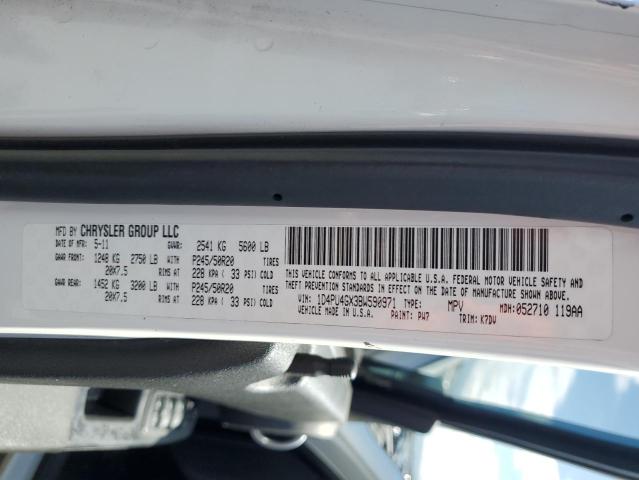 MFD BY CHRYSLER GROUP LLC
DATE OF MFR 5-11 GVWR: 2541 KG 5600 LB
GAWR FRONT: 1248 KG 2750 LB WITH P245/50R20 TIRES
20X7.5 RIMS AT 228 KPA ( 33 PSI) COLD
GAWR REAR: 1452 KG 3200 LB WITH P245/50R20 TIRES
20X7.5 RIMS AT 228 KPA ( 33 PSI) COLD
THIS VEHICLE CONFORMS TO ALL APPLICABLE U.S.A. FEDERAL MOTOR VEHICLE SAFETY
AND THEFT PREVENTION STANDARDS IN EFFECT ON THE DATE OF MANUFACTURE SHOWN ABOVE.
VIN: 1D4PU4GX3BW590971 TYPE: MPV MDH:052710 119AA
VEHICLE MADE IN U.S.A. PAINT: PW7 TRIM: K7DV